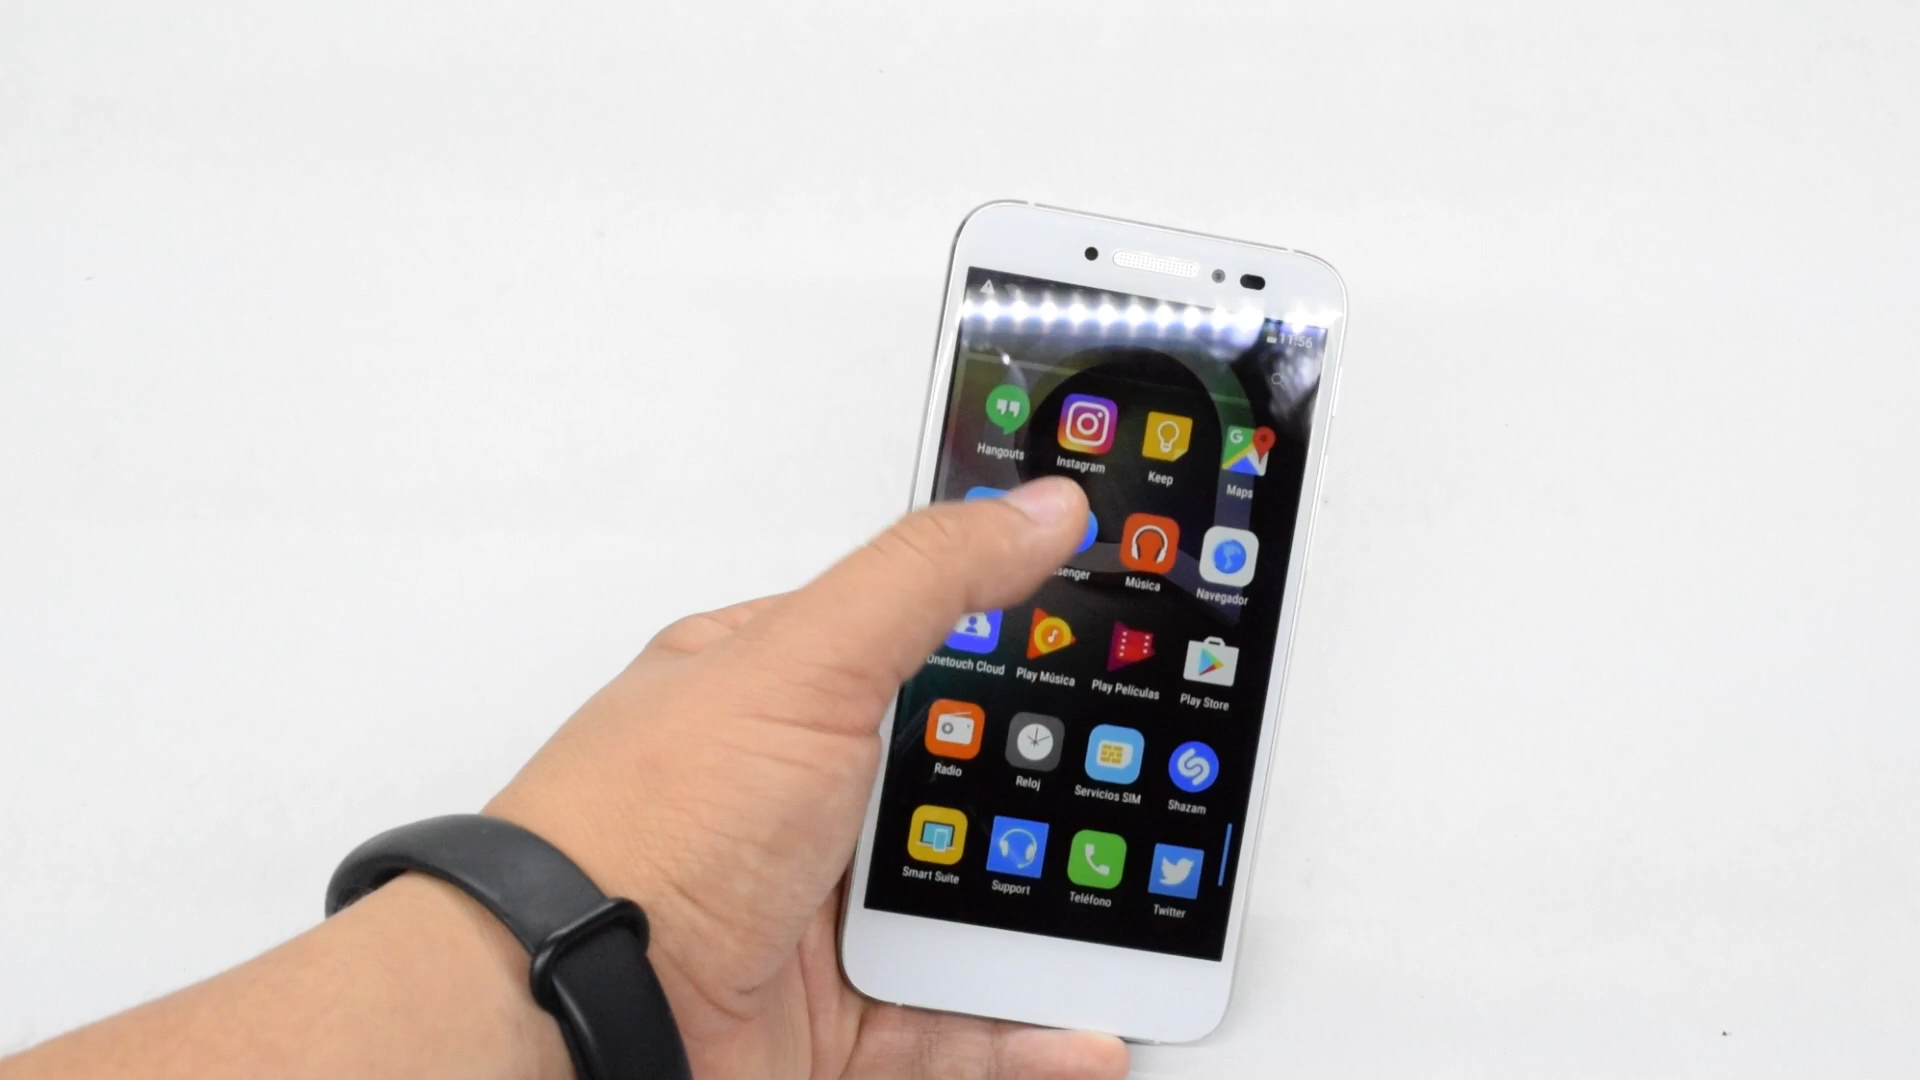 11:56
Hangouts
Instagram
Keep
G
Maps
senger
Música
Navegador
Onetouch Cloud
Play Música
Play Películas
Play Store
Radio
Reloj
Servicios SIM
Shazam
Smart Suite
Support
Teléfono
Twitter